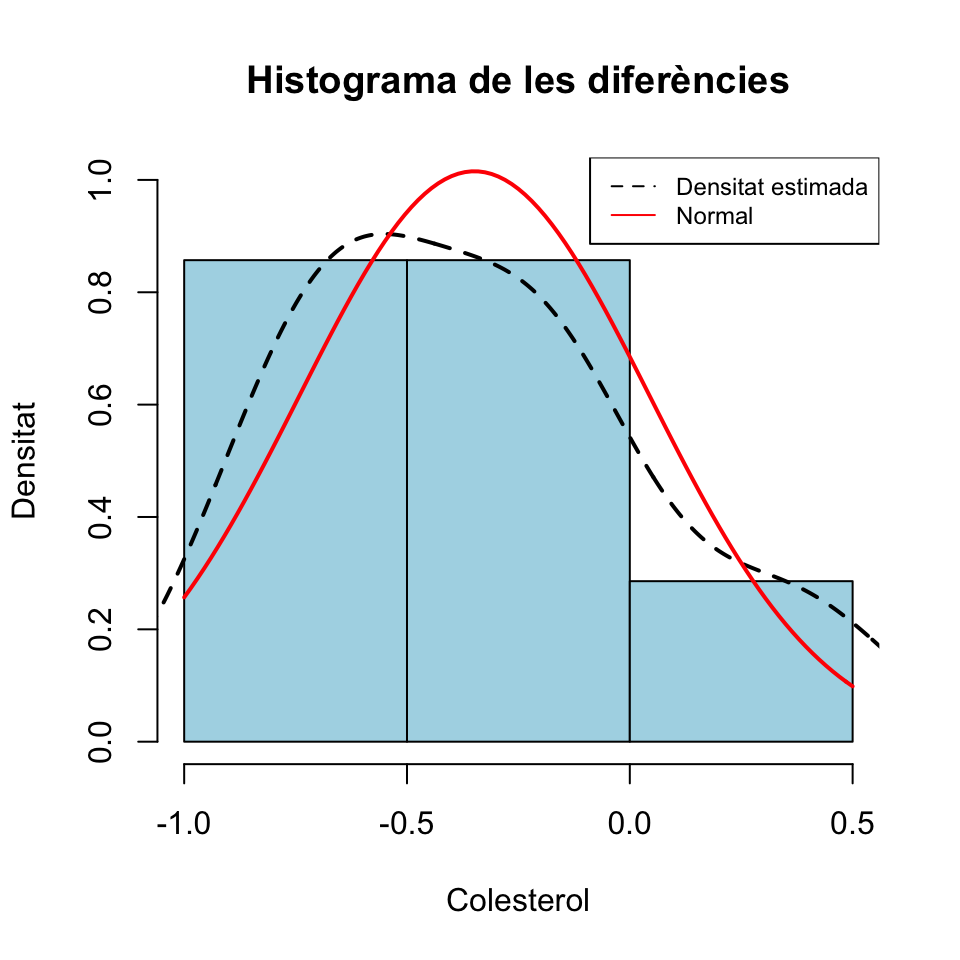 Histograma de les diferències
Densitat estimada
Normal
Densitat
1.0
0.8
0.6
0.4
0.2
0.0
-1.0 -0.5 0.0 0.5
Colesterol